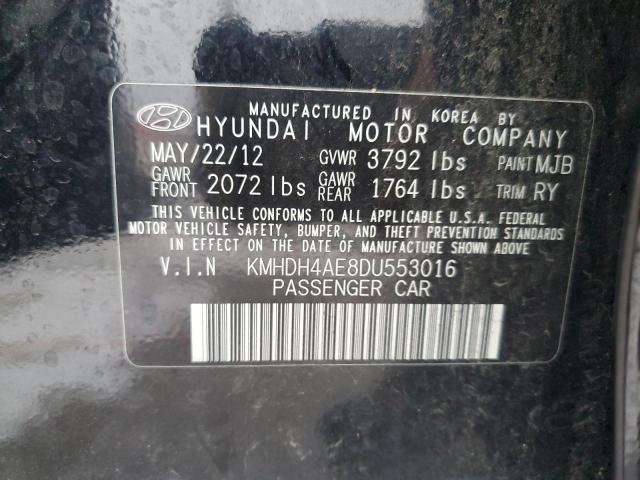 MANUFACTURED IN KOREA BY
HYUNDAI MOTOR COMPANY
MAY/22/12 GVWR 3792 lbs PAINT MJB
GAWR FRONT 2072 lbs GAWR REAR 1764 lbs TRIM RY
THIS VEHICLE CONFORMS TO ALL APPLICABLE U.S.A. FEDERAL
MOTOR VEHICLE SAFETY, BUMPER, AND THEFT PREVENTION STANDARDS
IN EFFECT ON THE DATE OF MANUFACTURE SHOWN ABOVE.
V.I.N KMHDH4AE8DU553016
PASSENGER CAR